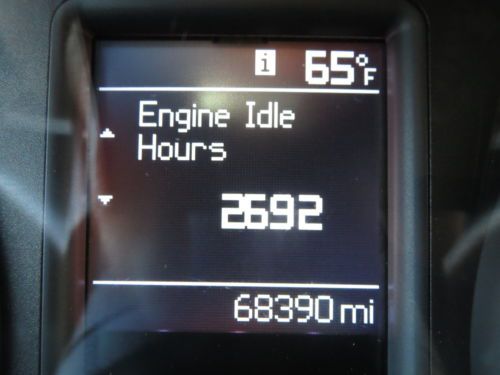 i 65°F
Engine Idle
Hours
2692
68390 mi